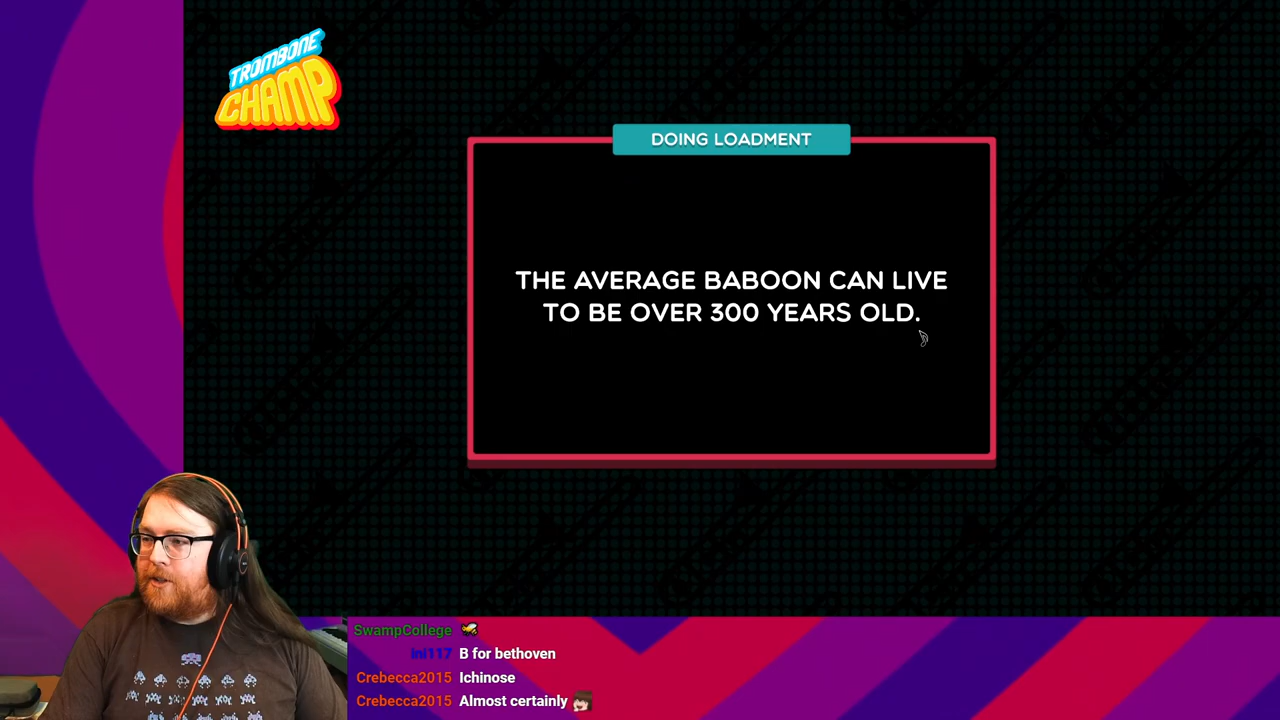 TROMBONE
CHAMP
DOING LOADMENT
THE AVERAGE BABOON CAN LIVE
TO BE OVER 300 YEARS OLD.
SwampCollege
inl117 B for bethoven
Crebecca2015 Ichinose
Crebecca2015 Almost certainly